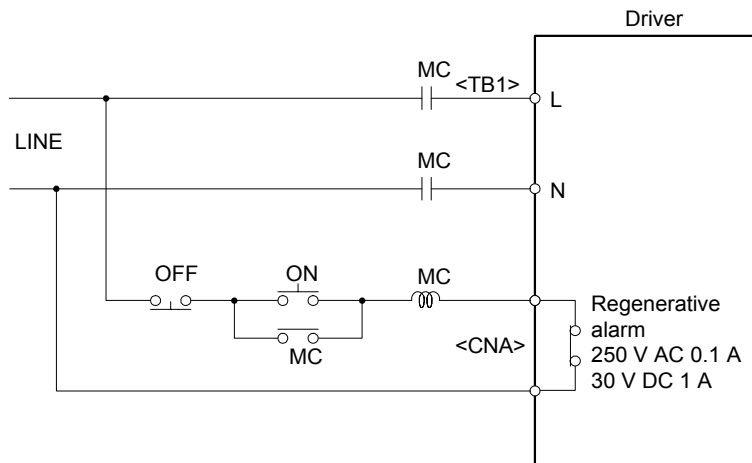 Driver
MC
<TB1>
L
LINE
MC
N
OFF
ON
MC
MC
<CNA>
Regenerative
alarm
250 V AC 0.1 A
30 V DC 1 A